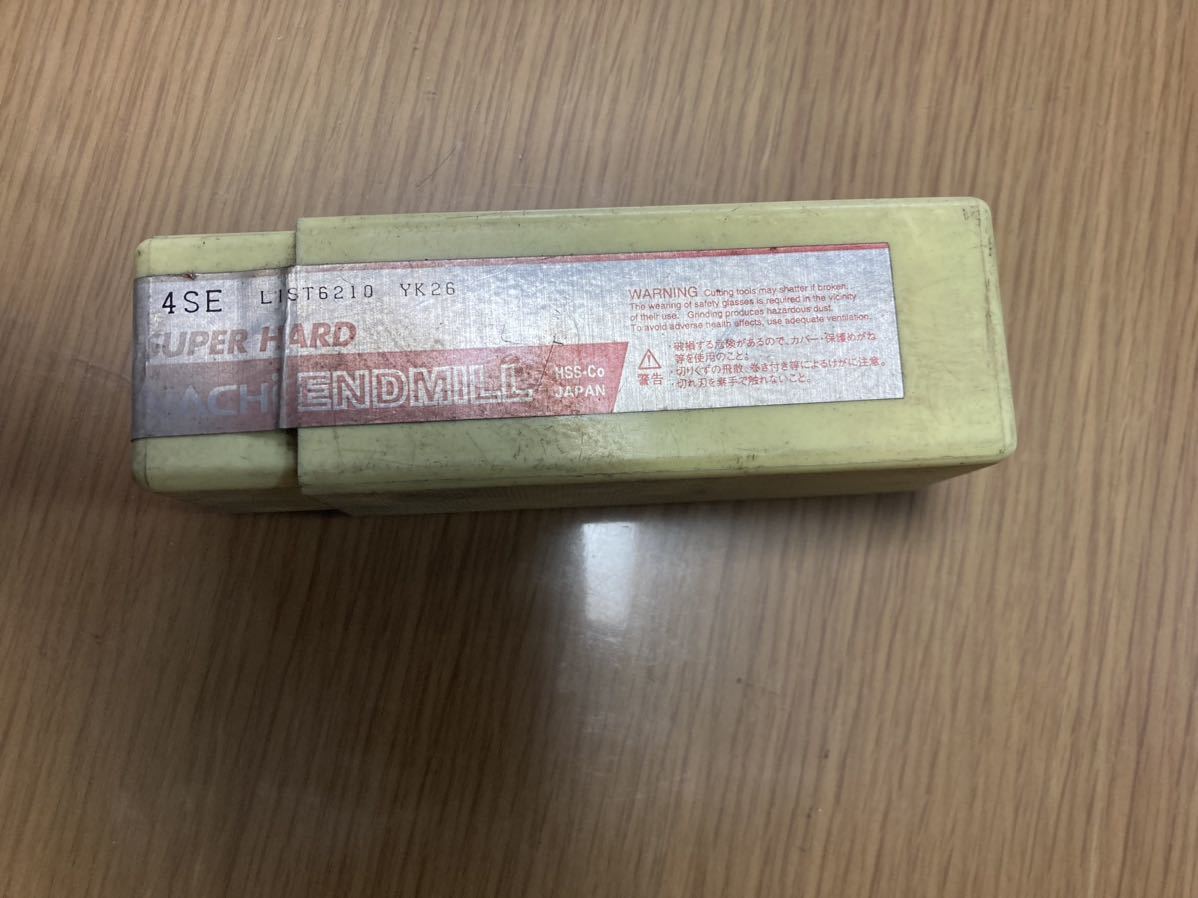 4SE LIST6210 YK26
SUPER HARD
NACHi ENDMILL HSS-Co
JAPAN
WARNING Cutting tools may shatter if broken.
The wearing of safety glasses is required in the vicinity
of their use. Grinding produces hazardous dust.
To avoid adverse health effects, use adequate ventilation.
警告
・破損する危険があるので、カバー・保護めがね
等を使用のこと。
・切りくずの飛散、巻き付き等によるけがに注意。
・切れ刃を素手で触れないこと。